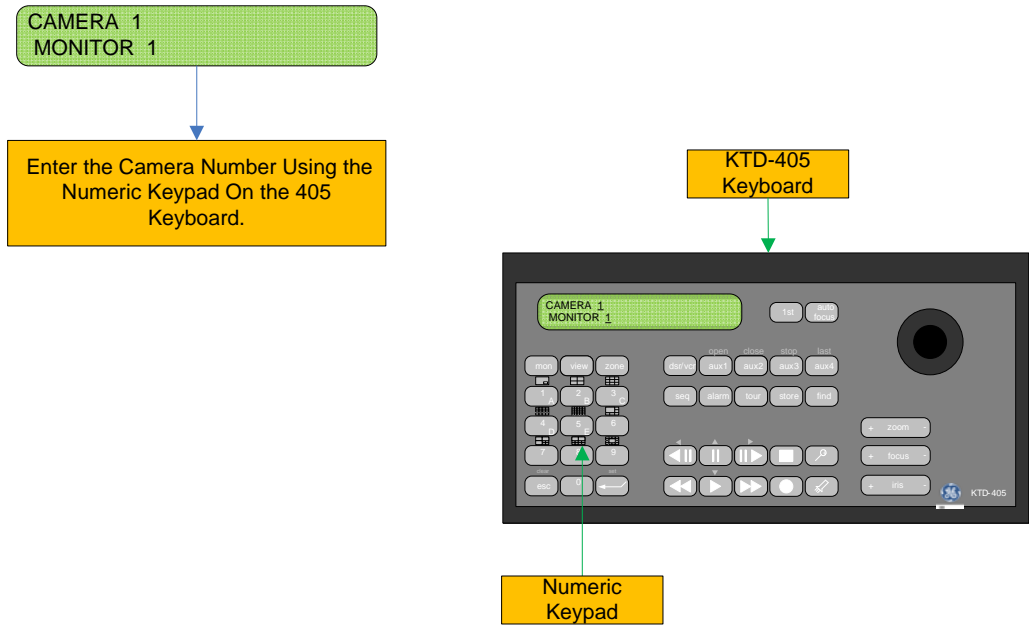 CAMERA 1
MONITOR 1
Enter the Camera Number Using the
Numeric Keypad On the 405
Keyboard.
KTD-405
Keyboard
CAMERA 1
MONITOR 1
1st
auto
focus
open close stop last
mon view zone
dsr/vcr aux1 aux2 aux3 aux4
1 A 2 B 3 C
seq alarm tour store find
4 D 5 E 6
+ zoom -
7 9
+ focus -
clear set
esc 0
+ iris -
KTD-405
Numeric
Keypad